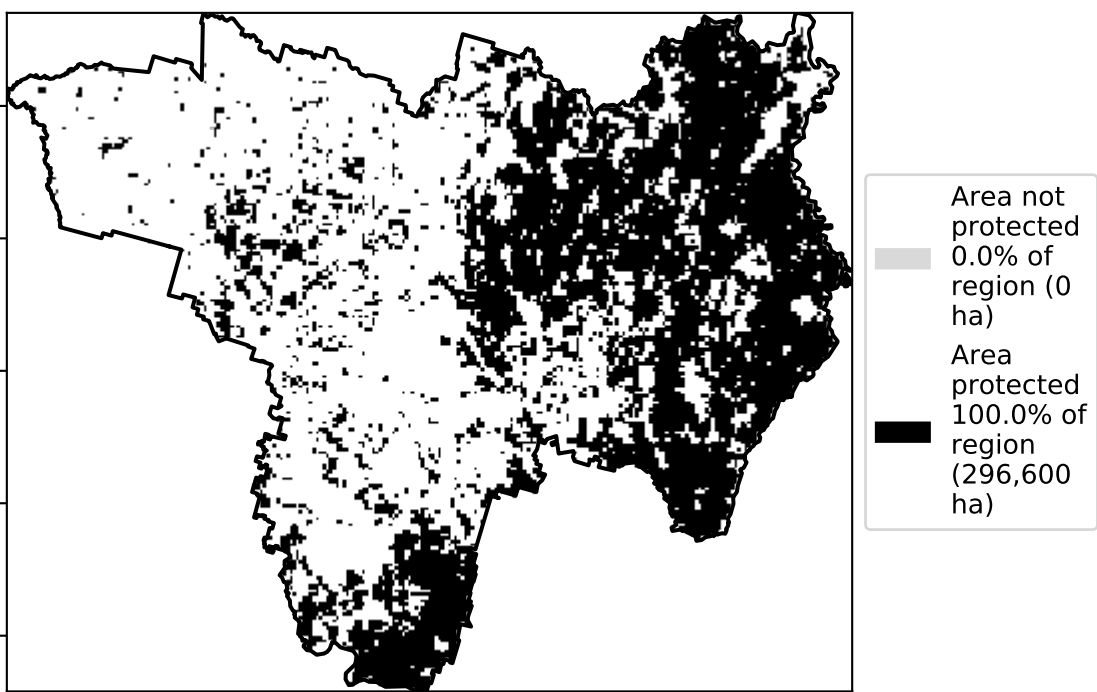 Area not
protected
0.0% of
region (0
ha)
Area
protected
100.0% of
region
(296,600
ha)